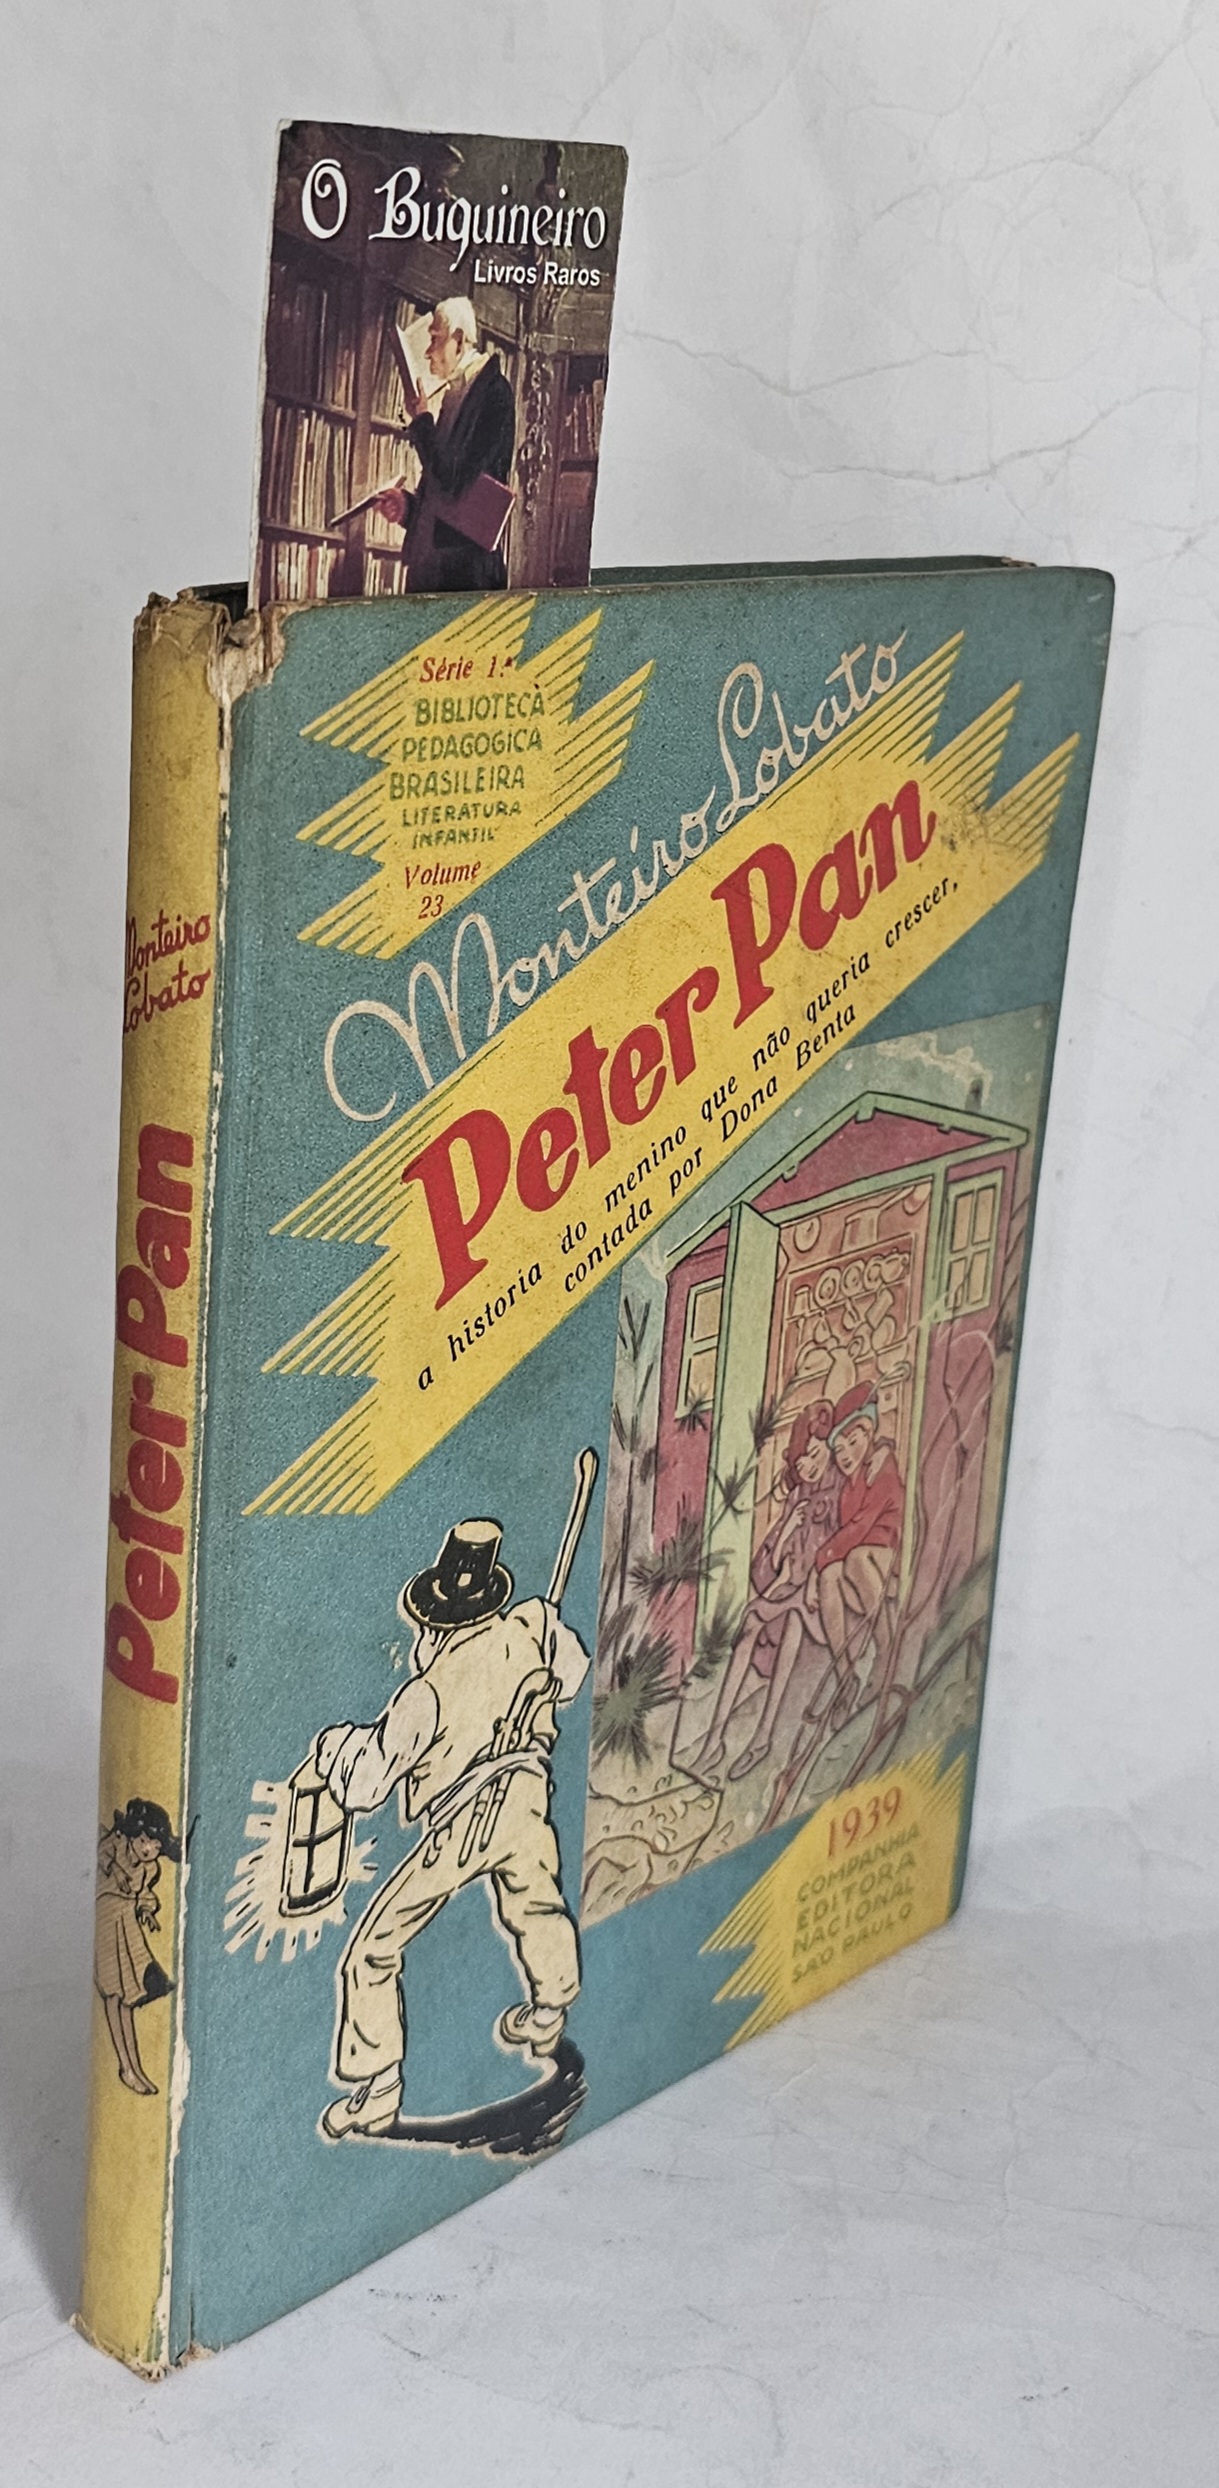 O Buquineiro
Livros Raros
Série 1.ª
BIBLIOTECA
PEDAGOGICA
BRASILEIRA
LITERATURA
INFANTIL
Volume
23
Monteiro Lobato
Peter Pan
a historia do menino que não queria crescer,
contada por Dona Benta
1939
COMPANHIA
EDITORA
NACIONAL
SÃO PAULO
Monteiro
Lobato
Peter Pan